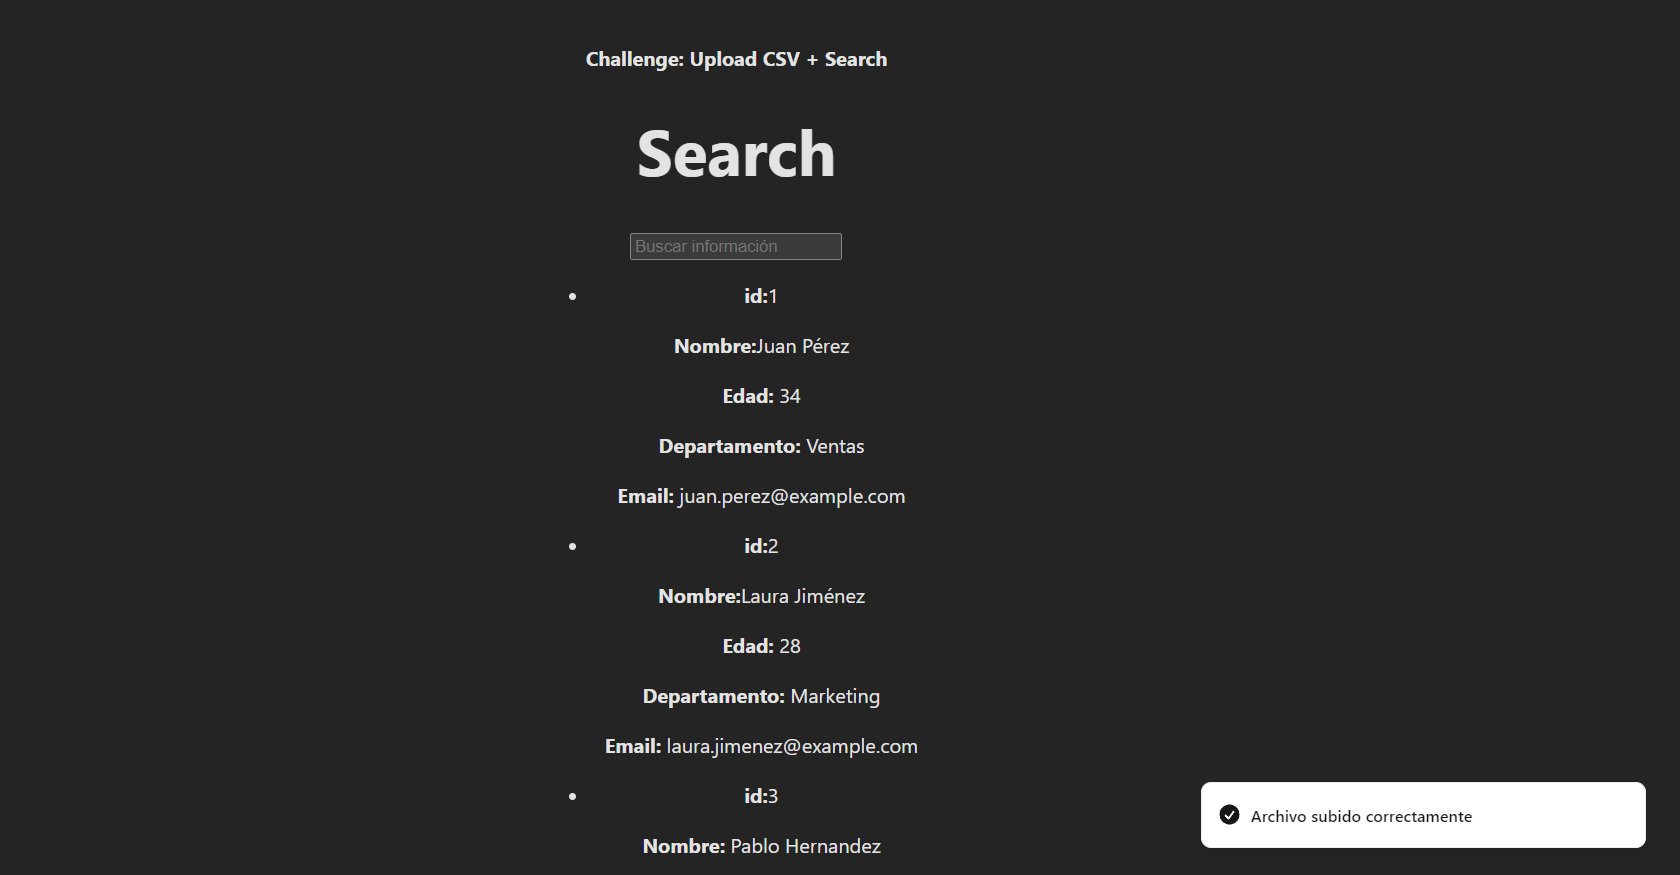 Challenge: Upload CSV + Search
Search
Buscar información
id:1
Nombre:Juan Pérez
Edad: 34
Departamento: Ventas
Email: juan.perez@example.com
id:2
Nombre:Laura Jiménez
Edad: 28
Departamento: Marketing
Email: laura.jimenez@example.com
id:3
Nombre: Pablo Hernandez
Archivo subido correctamente